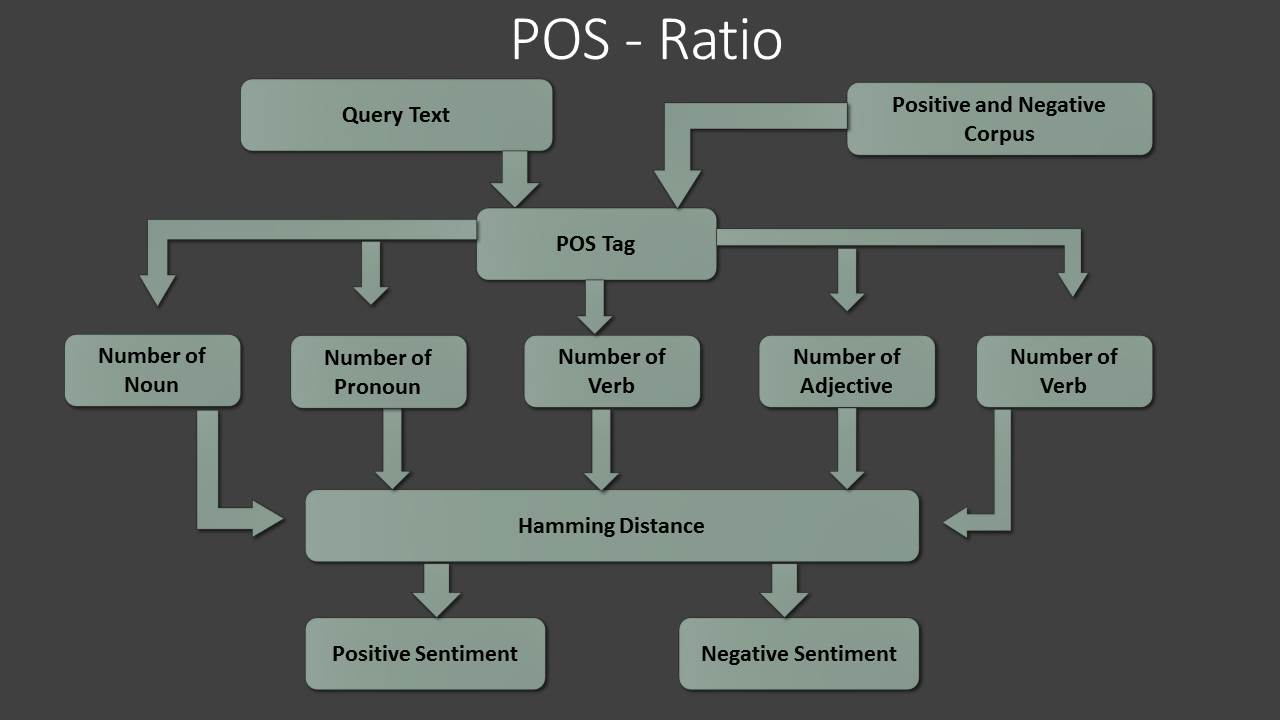 POS - Ratio
Query Text
Positive and Negative
Corpus
POS Tag
Number of
Noun
Number of
Pronoun
Number of
Verb
Number of
Adjective
Number of
Verb
Hamming Distance
Positive Sentiment
Negative Sentiment